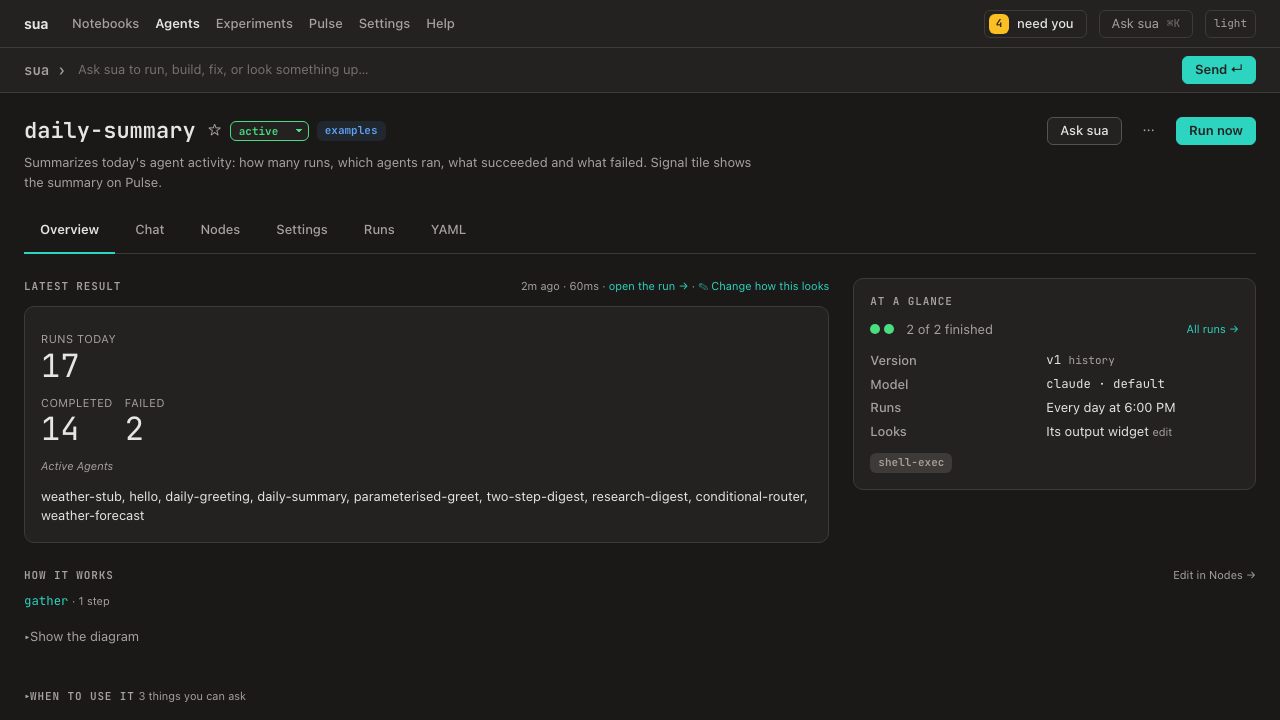 sua Notebooks Agents Experiments Pulse Settings Help 4 need you Ask sua ⌘K light
sua › Ask sua to run, build, fix, or look something up... Send ↵
daily-summary ☆ active examples Ask sua ... Run now
Summarizes today's agent activity: how many runs, which agents ran, what succeeded and what failed. Signal tile shows
the summary on Pulse.
Overview Chat Nodes Settings Runs YAML
LATEST RESULT 2m ago · 60ms · open the run → · ✎ Change how this looks
RUNS TODAY
17
COMPLETED FAILED
14 2
Active Agents
weather-stub, hello, daily-greeting, daily-summary, parameterised-greet, two-step-digest, research-digest, conditional-router,
weather-forecast
AT A GLANCE
2 of 2 finished All runs →
Version v1 history
Model claude · default
Runs Every day at 6:00 PM
Looks Its output widget edit
shell-exec
HOW IT WORKS Edit in Nodes →
gather · 1 step
▸Show the diagram
▸WHEN TO USE IT 3 things you can ask